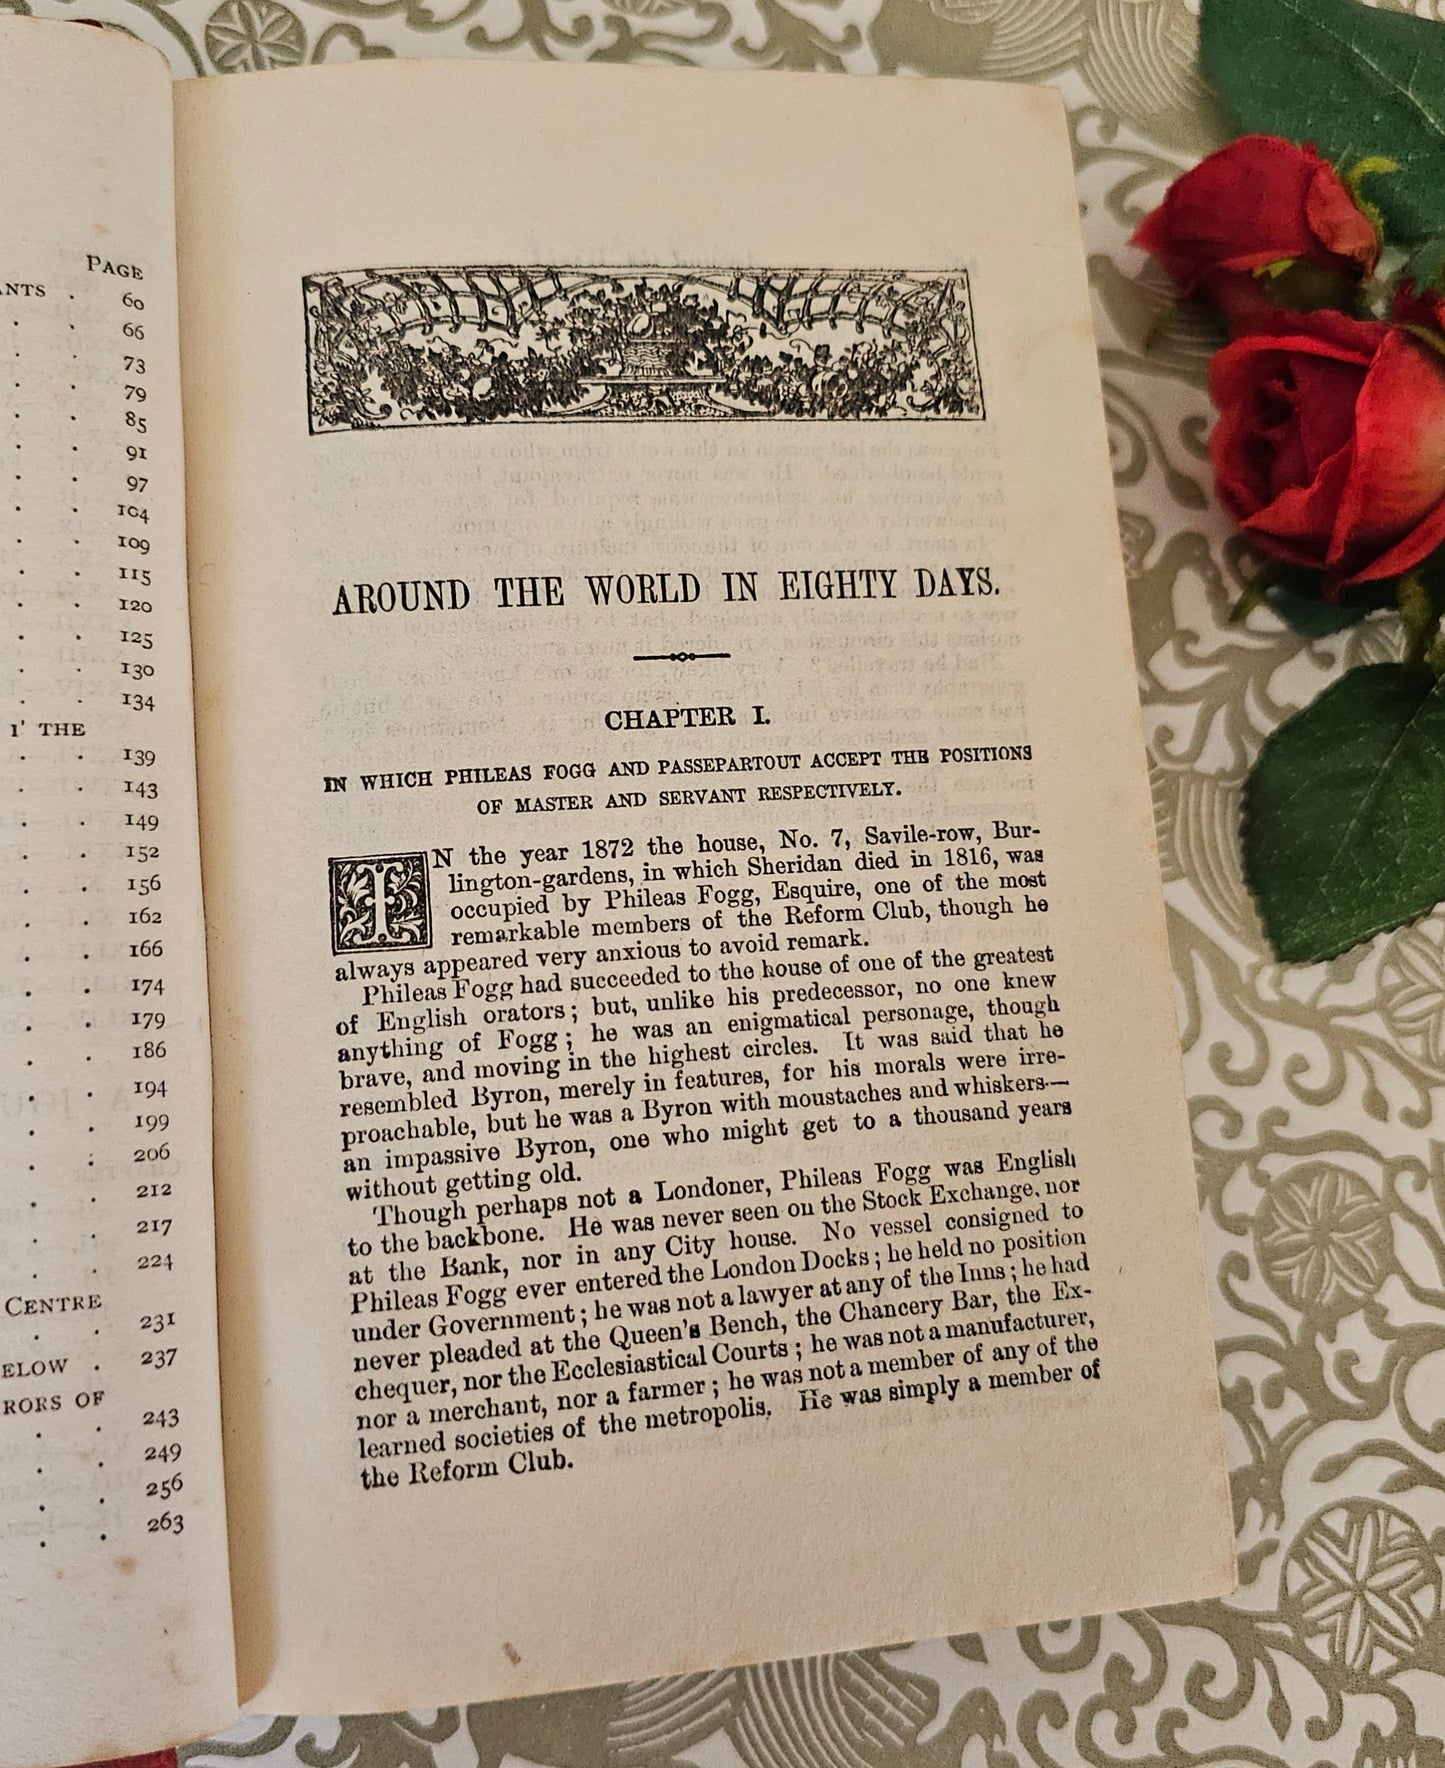 PAGE
60
66
73
79
85
91
97
104
109
115
120
125
130
134
I' THE
139
143
149
152
156
162
166
174
179
186
194
199
206
212
217
224
CENTRE
231
ELOW . 237
RORS OF
243
249
256
263
AROUND THE WORLD IN EIGHTY DAYS.
CHAPTER I.
IN WHICH PHILEAS FOGG AND PASSEPARTOUT ACCEPT THE POSITIONS
OF MASTER AND SERVANT RESPECTIVELY.
IN the year 1872 the house, No. 7, Savile-row, Bur-
lington-gardens, in which Sheridan died in 1816, was
occupied by Phileas Fogg, Esquire, one of the most
remarkable members of the Reform Club, though he
always appeared very anxious to avoid remark.
Phileas Fogg had succeeded to the house of one of the greatest
of English orators; but, unlike his predecessor, no one knew
anything of Fogg; he was an enigmatical personage, though
brave, and moving in the highest circles. It was said that he
resembled Byron, merely in features, for his morals were irre-
proachable, but he was a Byron with moustaches and whiskers—
an impassive Byron, one who might get to a thousand years
without getting old.
Though perhaps not a Londoner, Phileas Fogg was English
to the backbone. He was never seen on the Stock Exchange, nor
at the Bank, nor in any City house. No vessel consigned to
Phileas Fogg ever entered the London Docks; he held no position
under Government; he was not a lawyer at any of the Inns; he had
never pleaded at the Queen's Bench, the Chancery Bar, the Ex-
chequer, nor the Ecclesiastical Courts; he was not a manufacturer,
nor a merchant, nor a farmer; he was not a member of any of the
learned societies of the metropolis. He was simply a member of
the Reform Club.